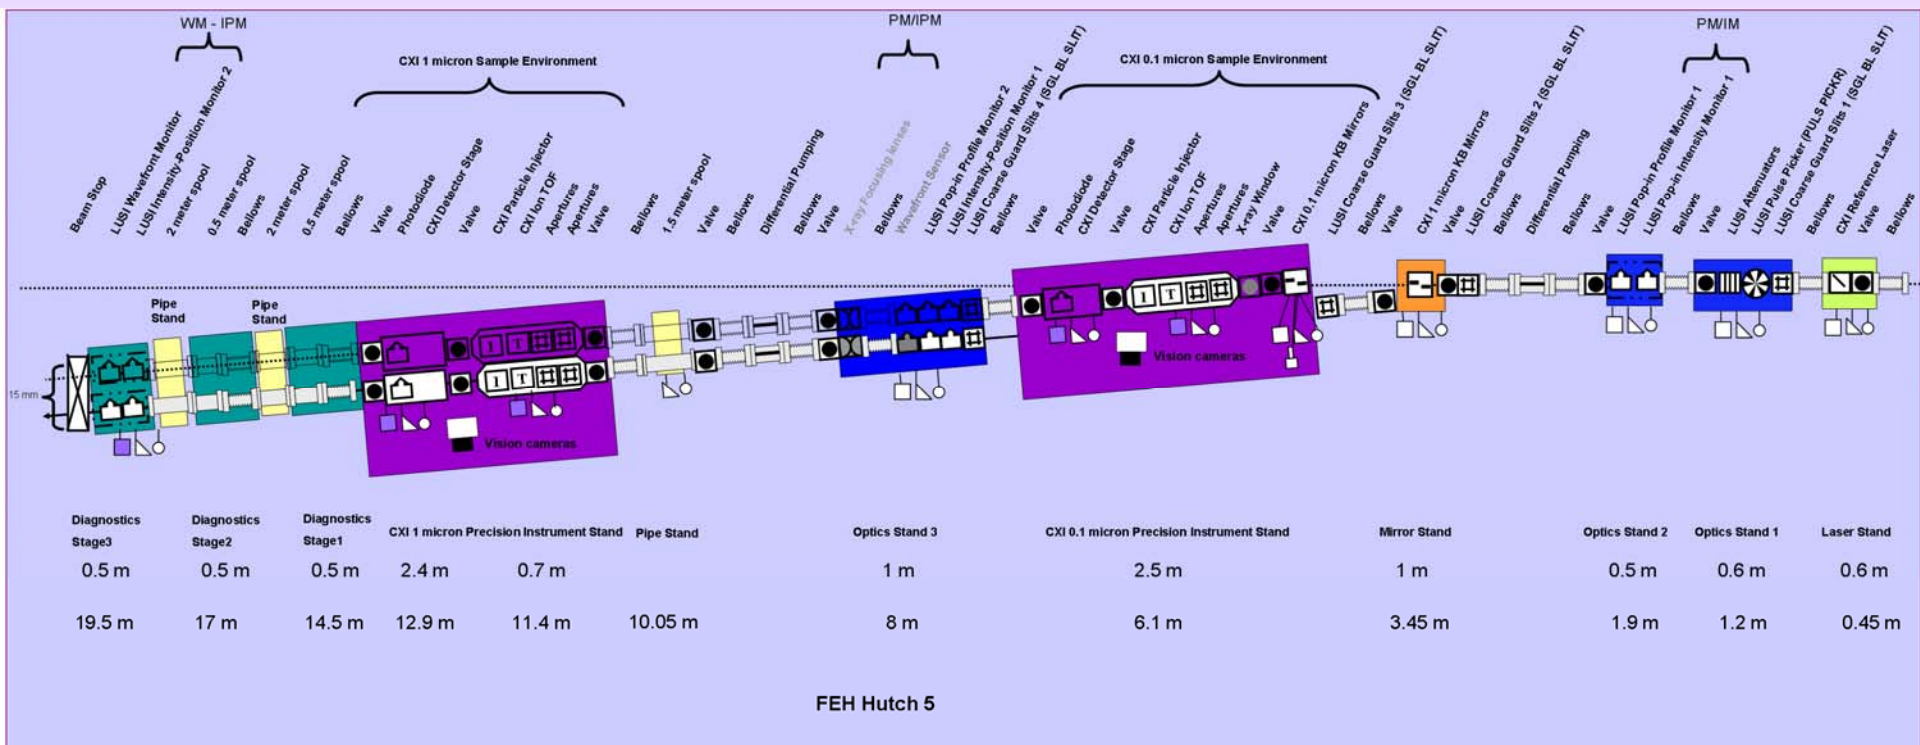 WM - IPM
PM/IPM
PM/IM
CXI 1 micron Sample Environment
CXI 0.1 micron Sample Environment
Beam Stop
LUSI Wavefront Monitor
LUSI Intensity-Position Monitor 2
2 meter spool
0.5 meter spool
Bellows
2 meter spool
0.5 meter spool
Bellows
Valve
Photodiode
CXI Detector Stage
Valve
CXI Particle Injector
CXI Ion TOF
Apertures
Apertures
Valve
Bellows
1.5 meter spool
Valve
Bellows
Differential Pumping
Bellows
Valve
X-ray Focusing lenses
Bellows
Wavefront Sensor
LUSI Pop-in Profile Monitor 2
LUSI Intensity-Position Monitor 1
LUSI Coarse Guard Slits 4 (SGL BL SLIT)
Bellows
Valve
Photodiode
CXI Detector Stage
Valve
CXI Particle Injector
CXI Ion TOF
Apertures
Apertures
X-ray Window
Valve
CXI 0.1 micron KB Mirrors
LUSI Coarse Guard Slits 3 (SGL BL SLIT)
Bellows
Valve
CXI 1 micron KB Mirrors
Valve
LUSI Coarse Guard Slits 2 (SGL BL SLIT)
Bellows
Differential Pumping
Bellows
Valve
LUSI Pop-in Profile Monitor 1
LUSI Pop-in Intensity Monitor 1
Bellows
Valve
LUSI Attenuators
LUSI Pulse Picker (PULS PICKR)
LUSI Coarse Guard Slits 1 (SGL BL SLIT)
Bellows
CXI Reference Laser
Valve
Bellows
Pipe
Stand
Pipe
Stand
I T
I T
I T
15 mm
Vision cameras
Vision cameras
Diagnostics
Stage3
Diagnostics
Stage2
Diagnostics
Stage1
CXI 1 micron Precision Instrument Stand
Pipe Stand
Optics Stand 3
CXI 0.1 micron Precision Instrument Stand
Mirror Stand
Optics Stand 2
Optics Stand 1
Laser Stand
0.5 m 0.5 m 0.5 m 2.4 m 0.7 m 1 m 2.5 m 1 m 0.5 m 0.6 m 0.6 m
19.5 m 17 m 14.5 m 12.9 m 11.4 m 10.05 m 8 m 6.1 m 3.45 m 1.9 m 1.2 m 0.45 m
FEH Hutch 5